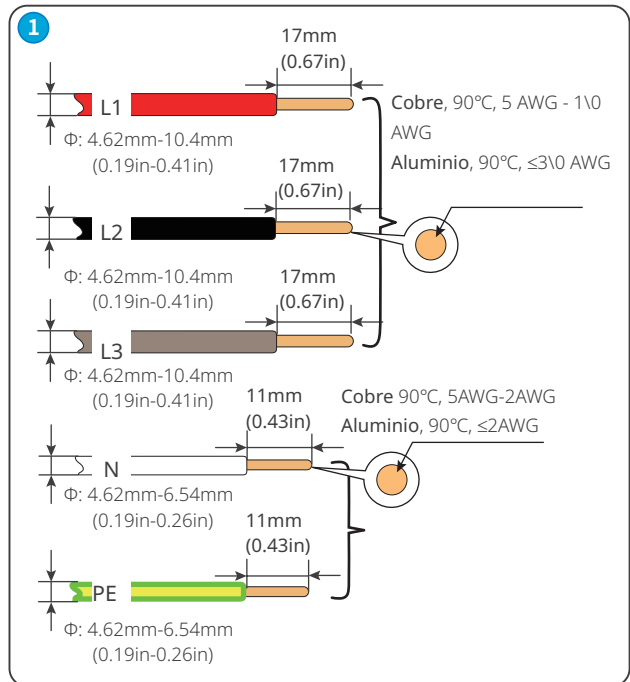 1
17mm
(0.67in)
L1
Φ: 4.62mm-10.4mm
(0.19in-0.41in)
Cobre, 90℃, 5 AWG - 1\0
AWG
Aluminio, 90℃, ≤3\0 AWG
17mm
(0.67in)
L2
Φ: 4.62mm-10.4mm
(0.19in-0.41in)
17mm
(0.67in)
L3
Φ: 4.62mm-10.4mm
(0.19in-0.41in)
11mm
(0.43in)
Cobre 90℃, 5AWG-2AWG
Aluminio, 90℃, ≤2AWG
N
Φ: 4.62mm-6.54mm
(0.19in-0.26in)
11mm
(0.43in)
PE
Φ: 4.62mm-6.54mm
(0.19in-0.26in)